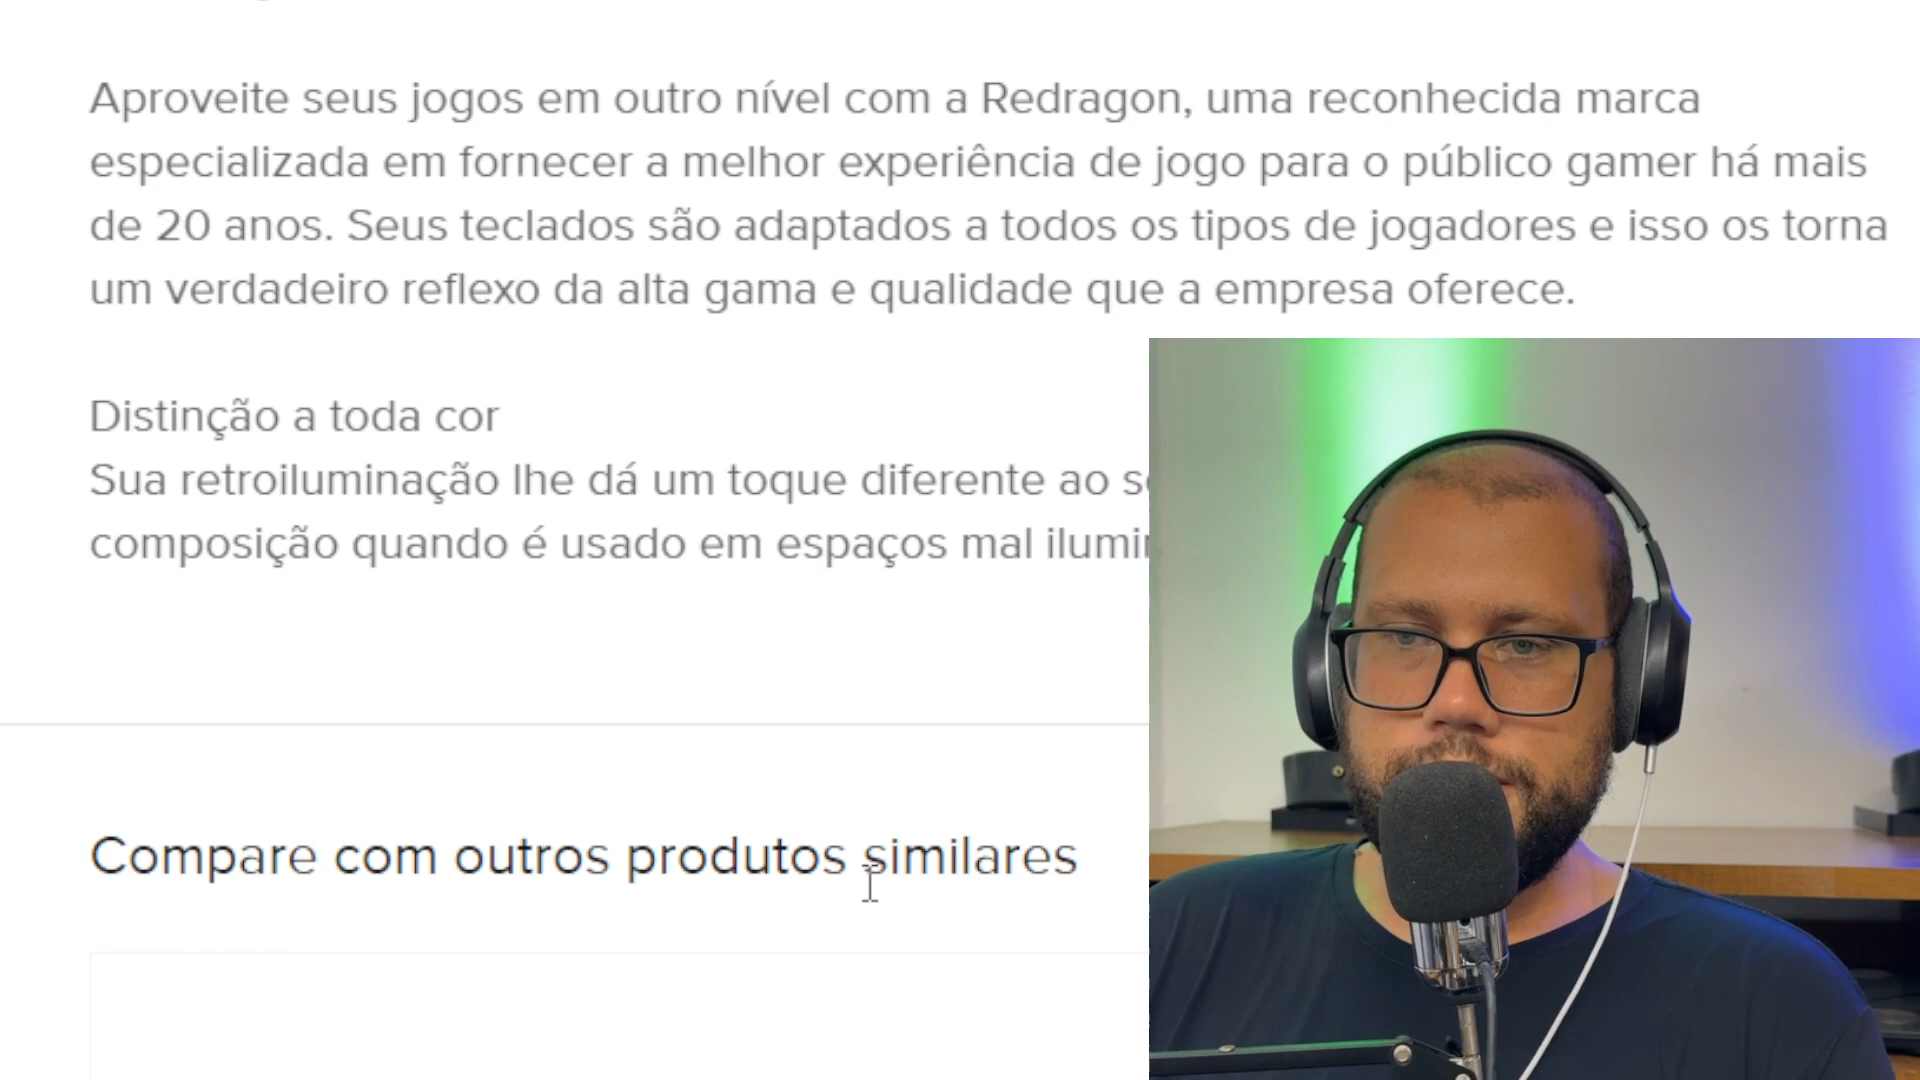 Aproveite seus jogos em outro nível com a Redragon, uma reconhecida marca
especializada em fornecer a melhor experiência de jogo para o público gamer há mais
de 20 anos. Seus teclados são adaptados a todos os tipos de jogadores e isso os torna
um verdadeiro reflexo da alta gama e qualidade que a empresa oferece.
Distinção a toda cor
Sua retroiluminação lhe dá um toque diferente ao
composição quando é usado em espaços mal
Compare com outros produtos similares